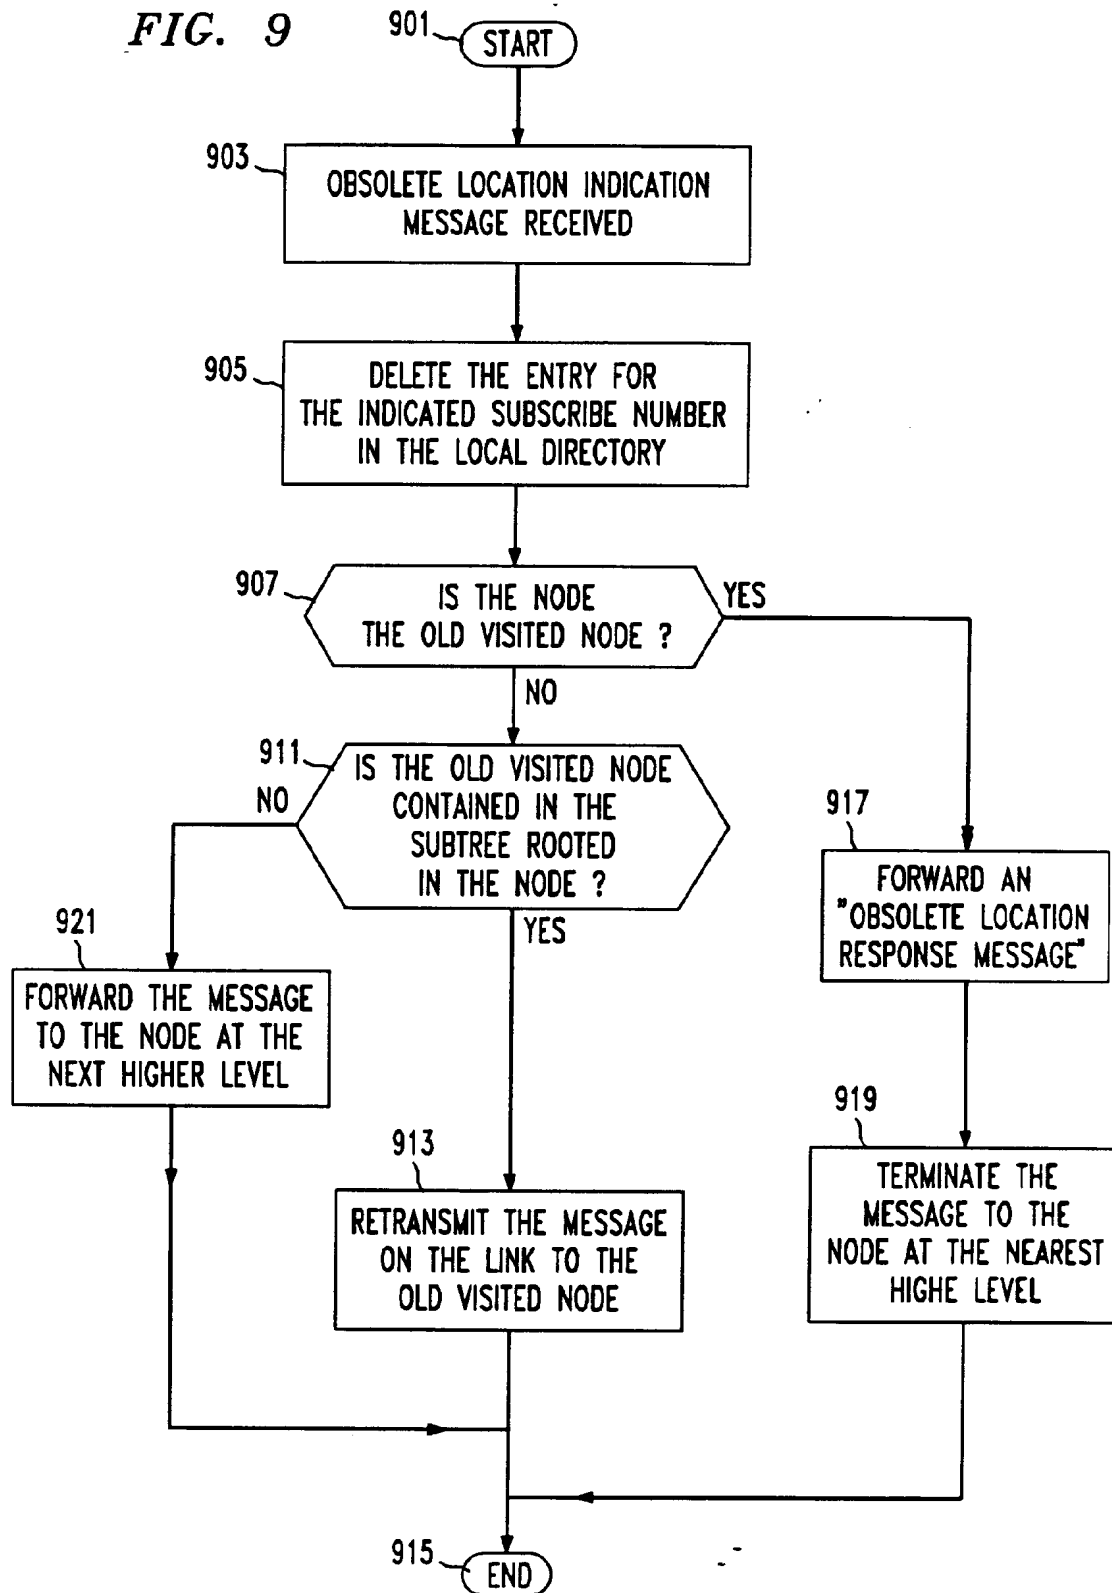 FIG. 9
901
START
903
OBSOLETE LOCATION INDICATION
MESSAGE RECEIVED
905
DELETE THE ENTRY FOR
THE INDICATED SUBSCRIBE NUMBER
IN THE LOCAL DIRECTORY
907
IS THE NODE
THE OLD VISITED NODE ?
YES
NO
911
IS THE OLD VISITED NODE
CONTAINED IN THE
SUBTREE ROOTED
IN THE NODE ?
NO
YES
917
FORWARD AN
"OBSOLETE LOCATION
RESPONSE MESSAGE"
921
FORWARD THE MESSAGE
TO THE NODE AT THE
NEXT HIGHER LEVEL
913
RETRANSMIT THE MESSAGE
ON THE LINK TO THE
OLD VISITED NODE
919
TERMINATE THE
MESSAGE TO THE
NODE AT THE NEAREST
HIGHE LEVEL
915
END